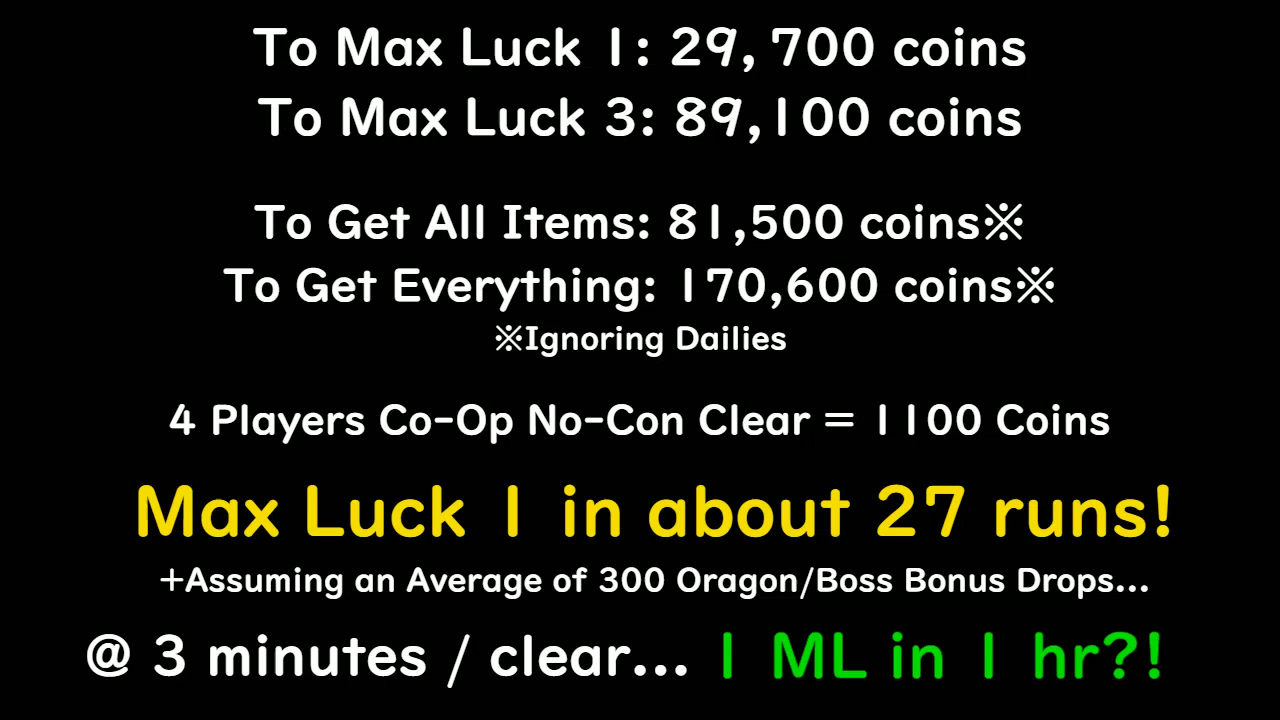 To Max Luck 1: 29,700 coins
To Max Luck 3: 89,100 coins
To Get All Items: 81,500 coins※
To Get Everything: 170,600 coins※
※Ignoring Dailies
4 Players Co-Op No-Con Clear = 1100 Coins
Max Luck 1 in about 27 runs!
+Assuming an Average of 300 Oragon/Boss Bonus Drops...
@ 3 minutes / clear... 1 ML in 1 hr?!